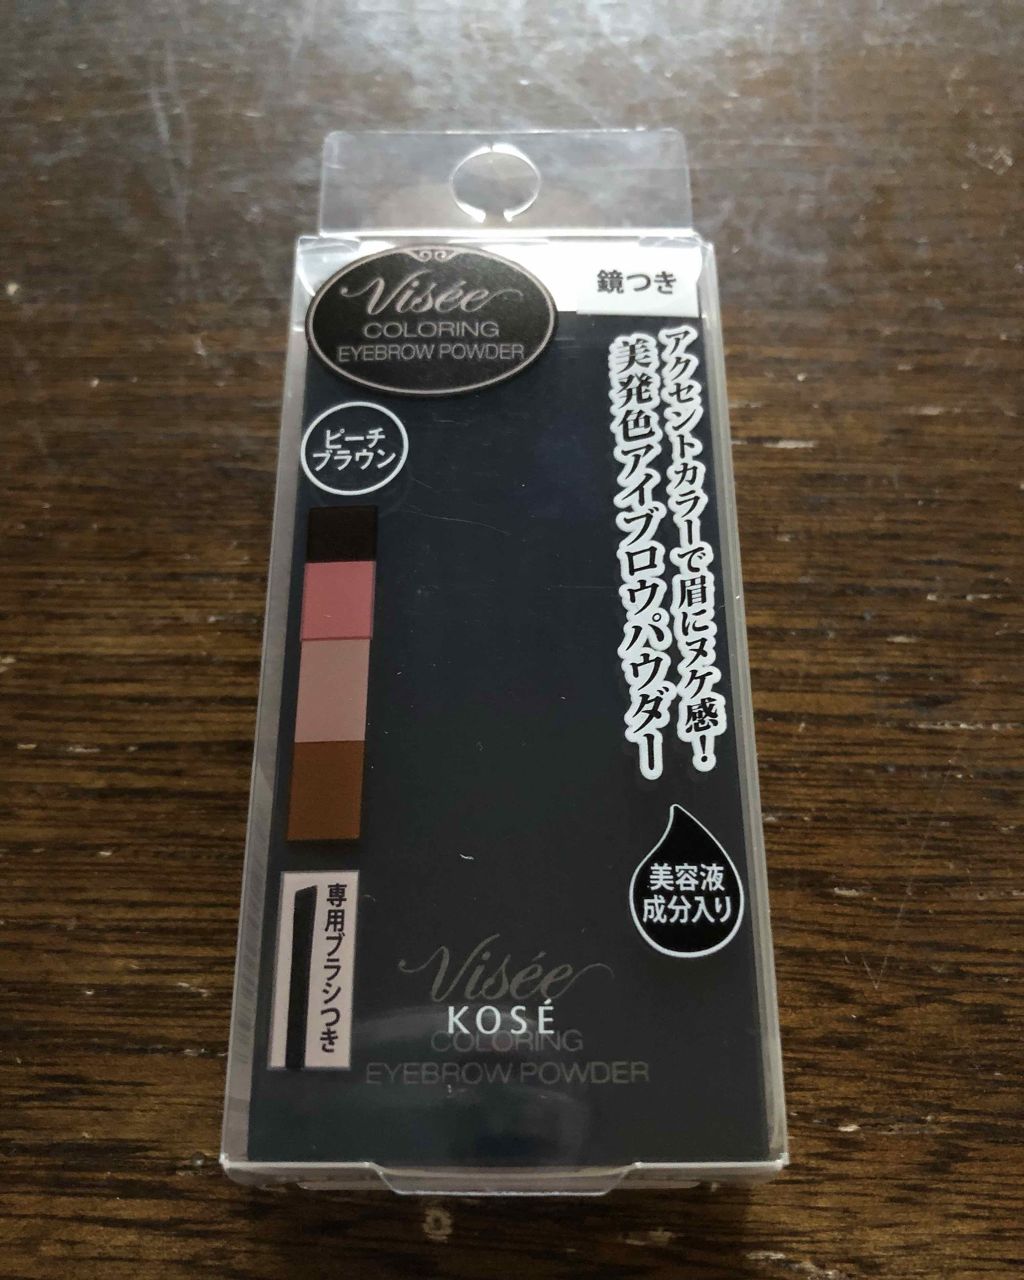 Visée
COLORING
EYEBROW POWDER
鏡つき
アクセントカラーで眉にヌケ感！
美発色アイブロウパウダー
ピーチ
ブラウン
専用ブラシつき
美容液
成分入り
Visée
KOSÉ
COLORING
EYEBROW POWDER